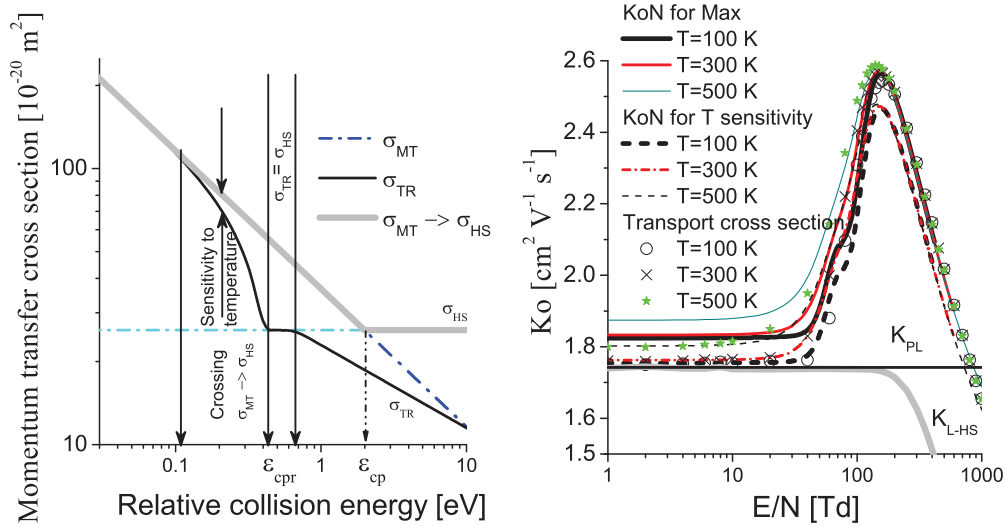 Momentum transfer cross section [10⁻²⁰ m²]
100
10
0.1
1
10
Relative collision energy [eV]
σTR = σHS
σMT
σTR
σMT -> σHS
Sensitivity to
temperature
Crossing
σMT -> σHS
σHS
σTR
εcpr
εcp
Ko [cm² V⁻¹ s⁻¹]
2.6
2.4
2.2
2.0
1.8
1.6
1.5
1
10
100
1000
E/N [Td]
KoN for Max
T=100 K
T=300 K
T=500 K
KoN for T sensitivity
T=100 K
T=300 K
T=500 K
Transport cross section
T=100 K
T=300 K
T=500 K
KPL
KL-HS